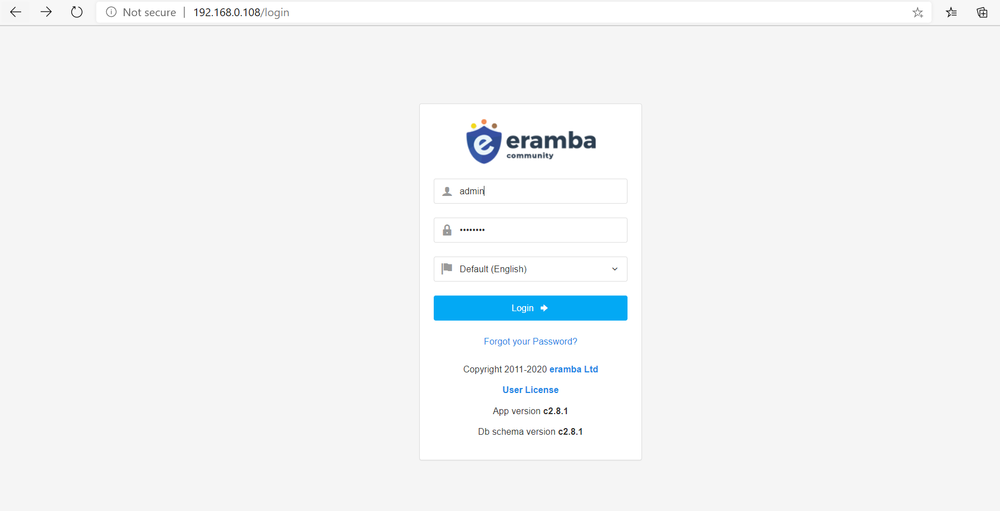 Not secure | 192.168.0.108/login
eramba
community
admin
••••••••
Default (English)
Login
Forgot your Password?
Copyright 2011-2020 eramba Ltd
User License
App version c2.8.1
Db schema version c2.8.1